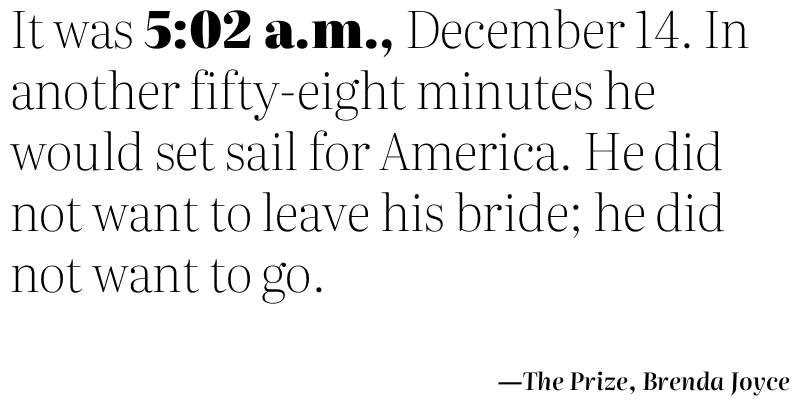 It was 5:02 a.m., December 14. In
another fifty-eight minutes he
would set sail for America. He did
not want to leave his bride; he did
not want to go.
—The Prize, Brenda Joyce